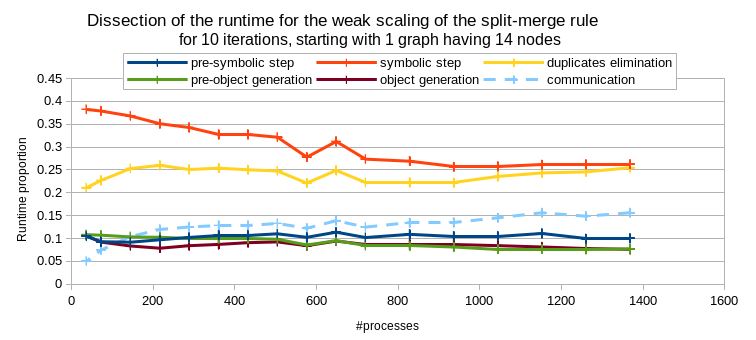 Dissection of the runtime for the weak scaling of the split-merge rule
for 10 iterations, starting with 1 graph having 14 nodes
pre-symbolic step symbolic step duplicates elimination
pre-object generation object generation communication
0.45
0.4
0.35
0.3
0.25
0.2
0.15
0.1
0.05
0
Runtime proportion
0 200 400 600 800 1000 1200 1400 1600
#processes